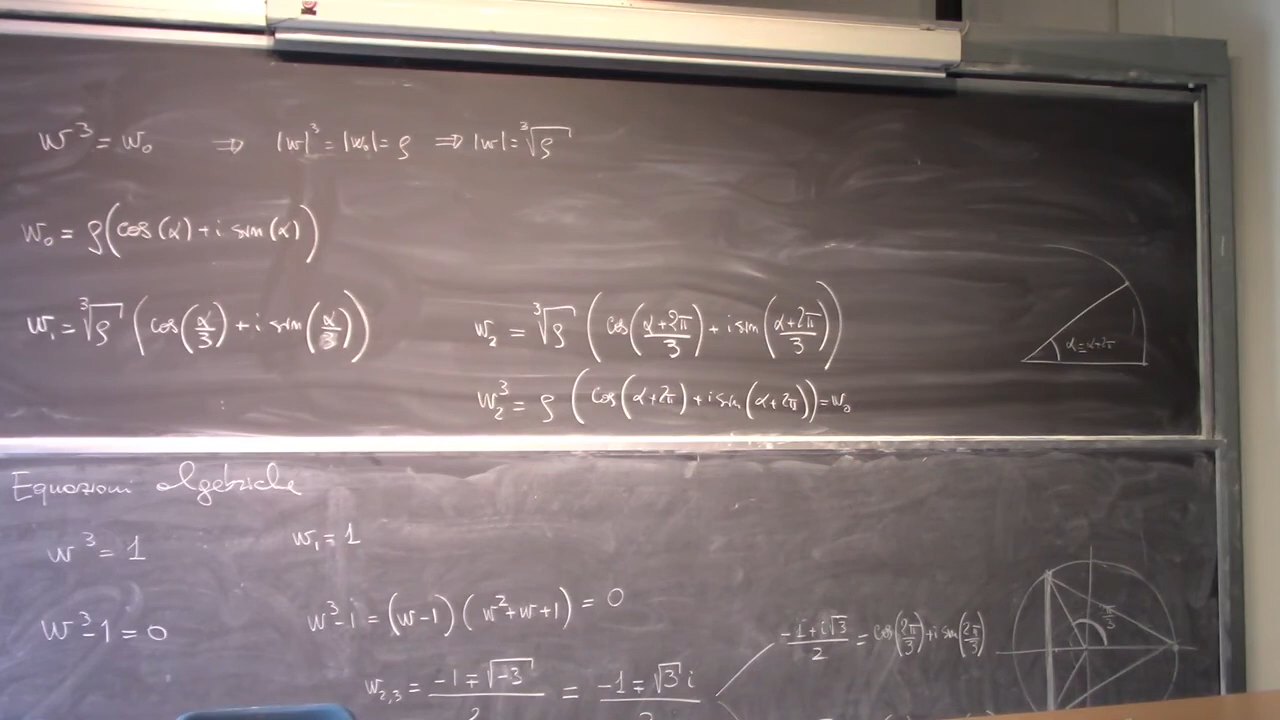 w³ = w₀ ⇒ |w|³ = |w₀| = ρ ⇒ |w| = ∛ρ
w₀ = ρ(cos(α) + i sin(α))
w₁ = ∛ρ (cos(α/3) + i sin(α/3))
w₂ = ∛ρ (cos((α+2π)/3) + i sin((α+2π)/3))
α = α+2π
w₂³ = ρ (cos(α+2π) + i sin(α+2π)) = w₀
Equazioni algebriche
w³ = 1
w₁ = 1
w³-1 = 0
w³-i = (w-1)(w²+w+1) = 0
w₂,₃ = (-1∓√-3)/2 = (-1∓√3 i)/2
(-1+i√3)/2 = cos(2π/3) + i sin(2π/3)
π/3